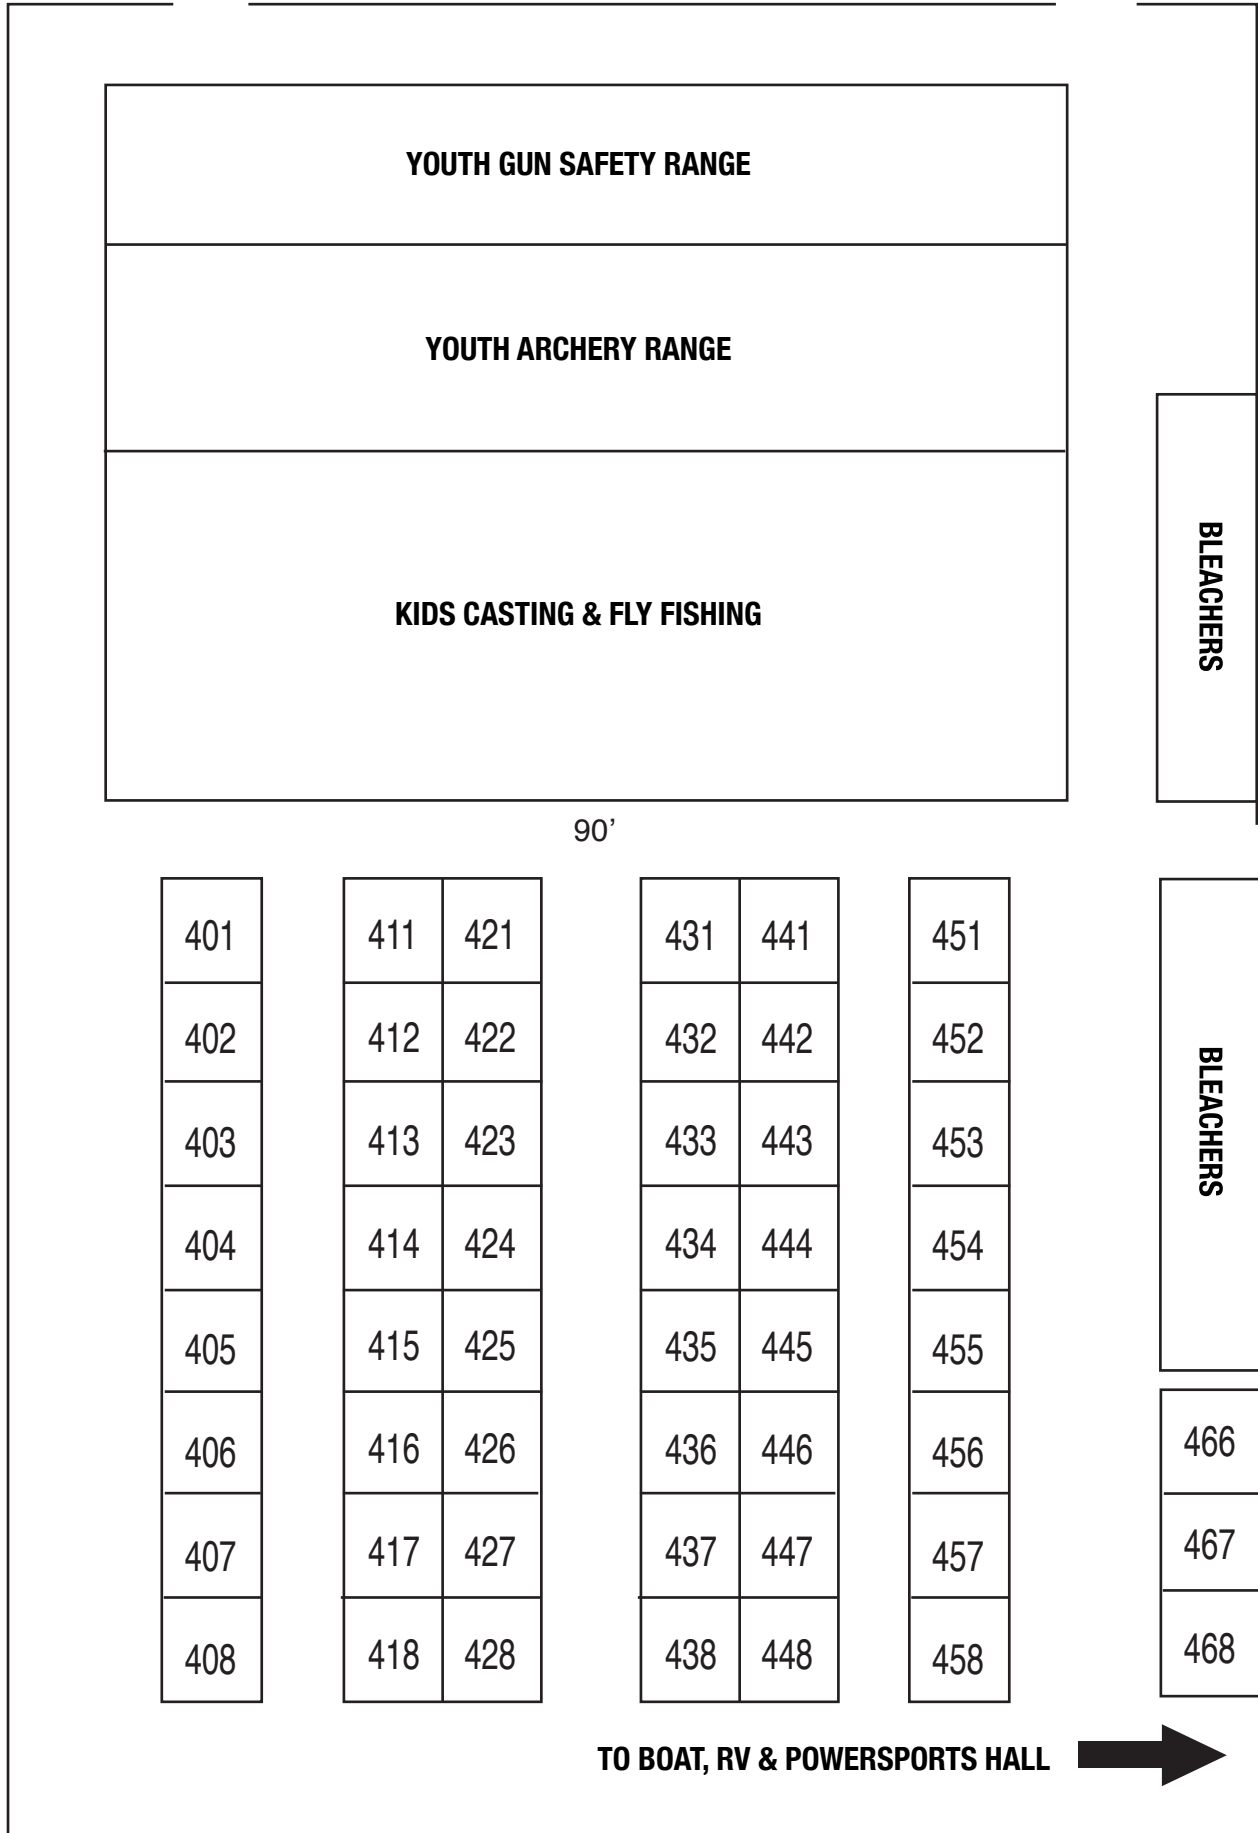 YOUTH GUN SAFETY RANGE
YOUTH ARCHERY RANGE
KIDS CASTING & FLY FISHING
BLEACHERS
90’
401 411 421 431 441 451
402 412 422 432 442 452
403 413 423 433 443 453
404 414 424 434 444 454
405 415 425 435 445 455
406 416 426 436 446 456
407 417 427 437 447 457
408 418 428 438 448 458
BLEACHERS
466
467
468
TO BOAT, RV & POWERSPORTS HALL